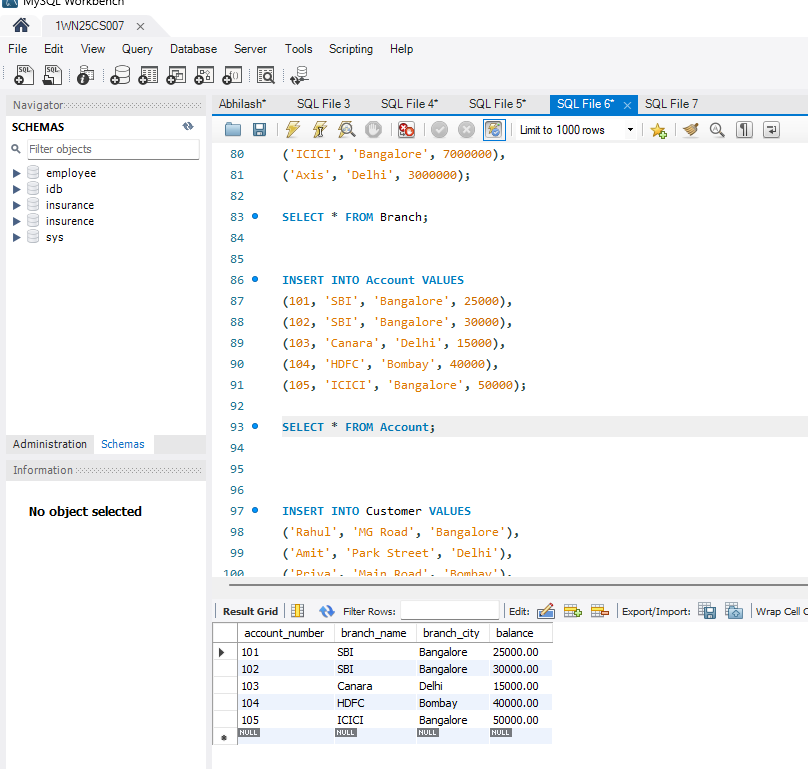 MySQL Workbench
1WN25CS007
File Edit View Query Database Server Tools Scripting Help
Navigator
SCHEMAS
Filter objects
employee
idb
insurance
insurence
sys
Administration Schemas
Information
No object selected
Abhilash* SQL File 3 SQL File 4* SQL File 5* SQL File 6* SQL File 7
Limit to 1000 rows
80 ('ICICI', 'Bangalore', 7000000),
81 ('Axis', 'Delhi', 3000000);
82
83 SELECT * FROM Branch;
84
85
86 INSERT INTO Account VALUES
87 (101, 'SBI', 'Bangalore', 25000),
88 (102, 'SBI', 'Bangalore', 30000),
89 (103, 'Canara', 'Delhi', 15000),
90 (104, 'HDFC', 'Bombay', 40000),
91 (105, 'ICICI', 'Bangalore', 50000);
92
93 SELECT * FROM Account;
94
95
96
97 INSERT INTO Customer VALUES
98 ('Rahul', 'MG Road', 'Bangalore'),
99 ('Amit', 'Park Street', 'Delhi'),
100 ('Priya', 'Main Road', 'Bombay'),
Result Grid Filter Rows: Edit: Export/Import: Wrap Cell C
account_number branch_name branch_city balance
101 SBI Bangalore 25000.00
102 SBI Bangalore 30000.00
103 Canara Delhi 15000.00
104 HDFC Bombay 40000.00
105 ICICI Bangalore 50000.00
NULL NULL NULL NULL